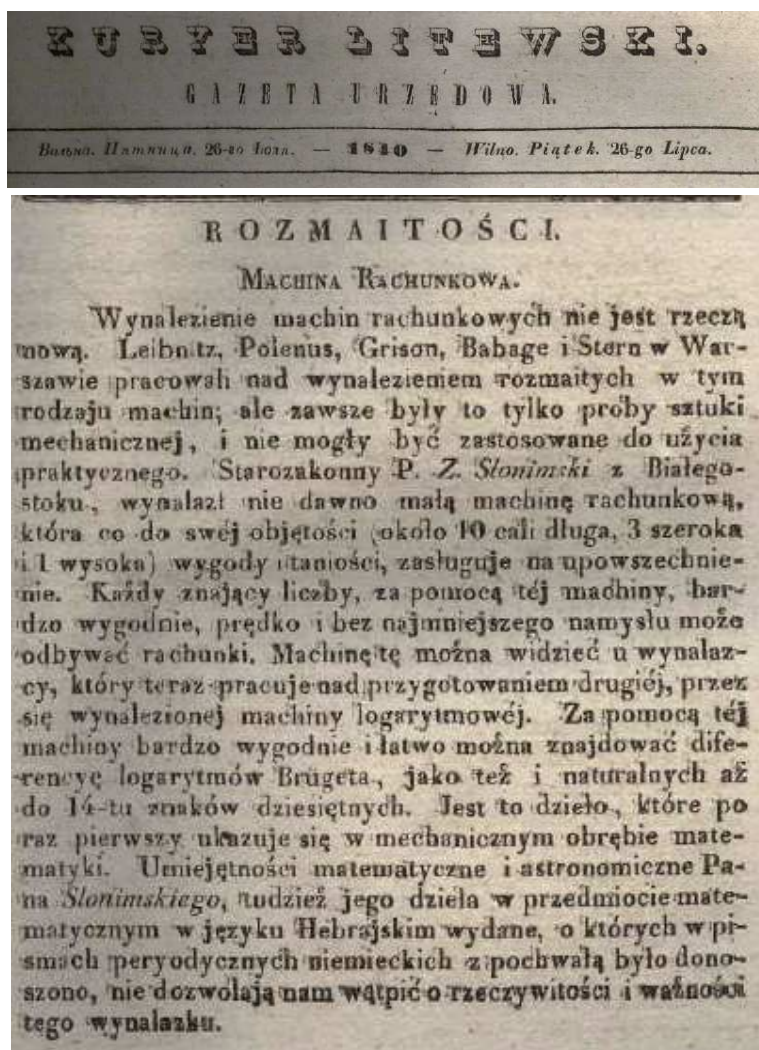 KURYER LITEWSKI.
GAZETA URZĘDOWA.
Вильна. Пятница. 26-го Іюля. — 1840 — Wilno. Piątek. 26-go Lipca.
ROZMAITOŚCI.
MACHINA RACHUNKOWA.
Wynalezienie machin rachunkowych nie jest rzeczą
nową. Leibnitz, Polenus, Grison, Babage i Stern w War-
szawie pracowali nad wynalezieniem rozmaitych w tym
rodzaju machin; ale zawsze były to tylko próby sztuki
mechanicznej, i nie mogły być zastosowane do użycia
praktycznego. Starozakonny P. Z. Słonimski z Białego-
stoku, wynalazł nie dawno małą machinę rachunkową,
która co do swéj objętości (około 10 cali długa, 3 szeroka
i 1 wysoka) wygody i taniości, zasługuje na upowszechnie-
nie. Każdy znający liczby, za pomocą téj machiny, bar-
dzo wygodnie, prędko i bez najmniejszego namysłu może
odbywać rachunki. Machinę tę można widzieć u wynalaz-
cy, który teraz pracuje nad przygotowaniem drugiéj, przez
się wynalezionej machiny logarytmowéj. Za pomocą téj
machiny bardzo wygodnie i łatwo można znajdować dife-
rencyę logarytmów Brügeta, jako też i naturalnych aż
do 14-tu znaków dziesiętnych. Jest to dzieło, które po
raz pierwszy ukazuje się w mechanicznym obrębie mate-
matyki. Umiejętności matematyczne i astronomiczne Pa-
na Słonimskiego, tudzież jego dzieła w przedmiocie mate-
matycznym w języku Hebrajskim wydane, o których w pi-
smach peryodycznych niemieckich z pochwałą było dono-
szono, nie dozwolają nam wątpić o rzeczywitości i ważności
tego wynalazku.